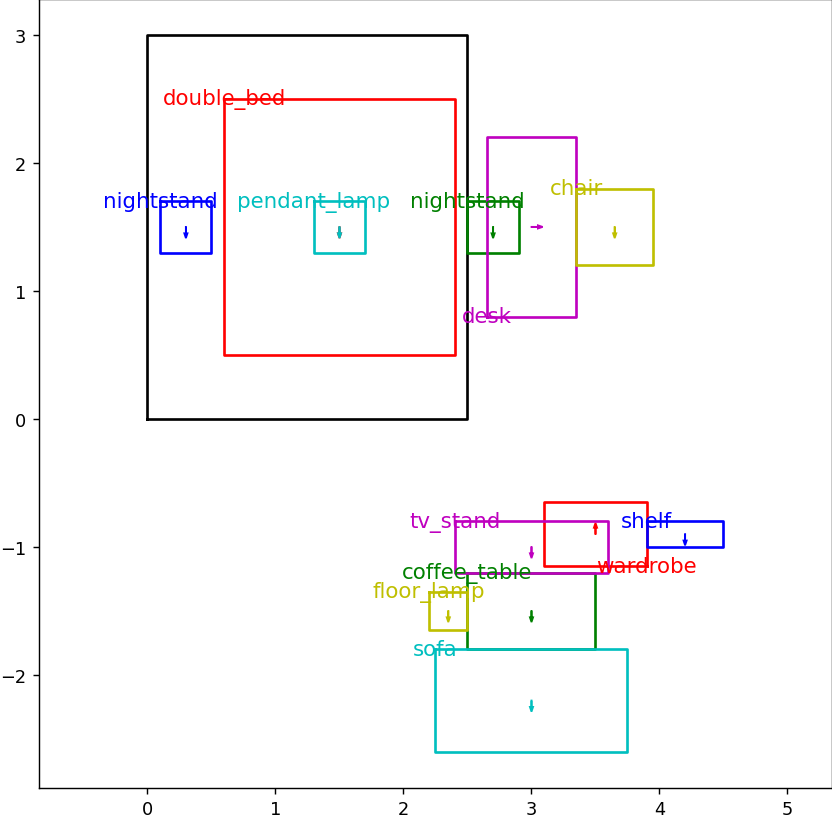 3
double_bed
2
chair
nightstand
pendant_lamp
nightstand
1
desk
0
tv_stand
shelf
−1
wardrobe
coffee_table
floor_lamp
sofa
−2
0 1 2 3 4 5